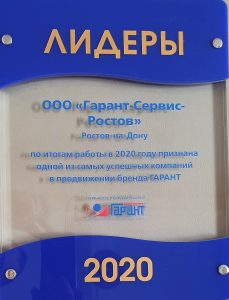 ЛИДЕРЫ
ООО «Гарант-Сервис-
Ростов»
Ростов-на-Дону
по итогам работы в 2020 году признана
одной из самых успешных компаний
в продвижении бренда ГАРАНТ
ГАРАНТ
2020